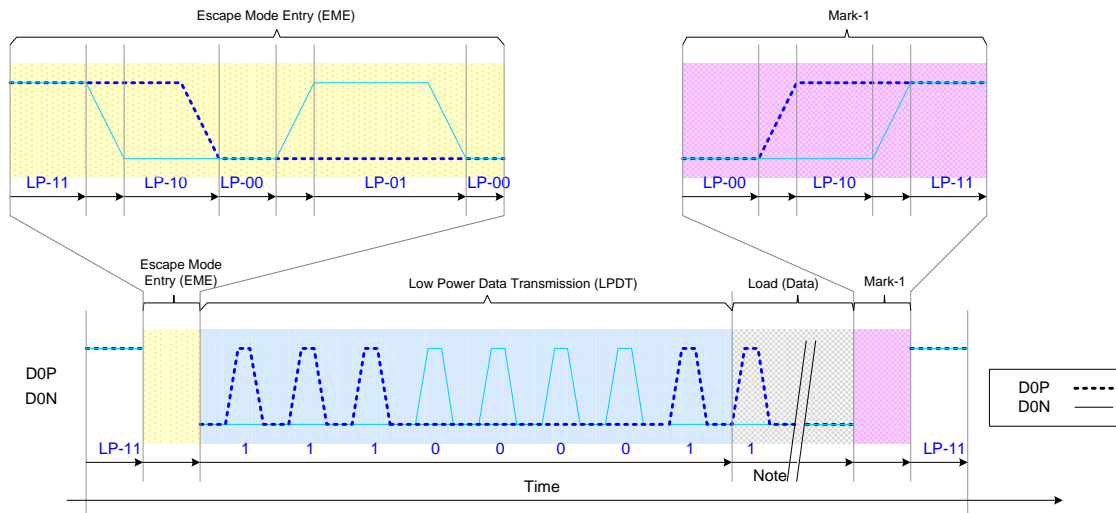 Escape Mode Entry (EME)
Mark-1
LP-11 LP-10 LP-00 LP-01 LP-00
LP-00 LP-10 LP-11
Escape Mode
Entry (EME)
Low Power Data Transmission (LPDT)
Load (Data)
Mark-1
D0P
D0N
D0P
D0N
LP-11 1 1 1 0 0 0 0 1 1 LP-11
Note
Time